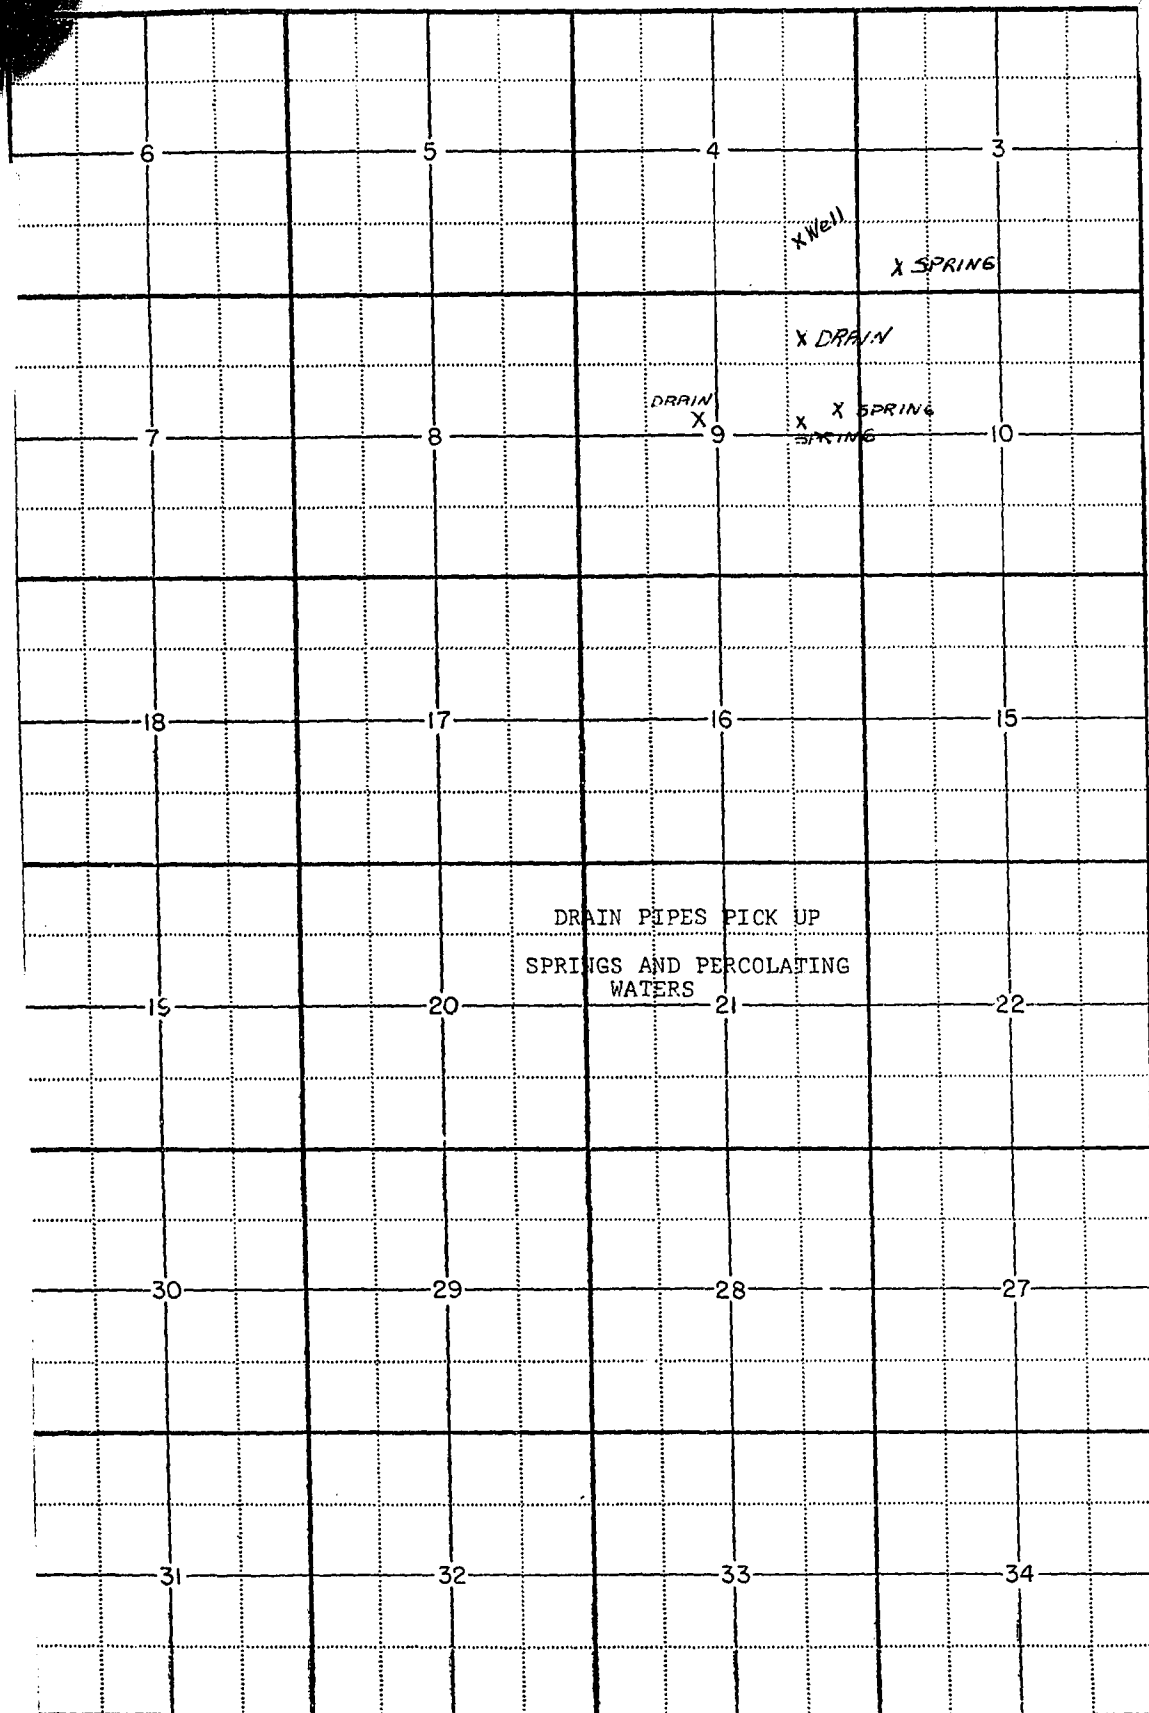 6 5 4 3
x Well
x SPRING
x DRAIN
DRAIN
x
x SPRING
x
SPRING
7 8 9 10
18 17 16 15
DRAIN PIPES PICK UP
SPRINGS AND PERCOLATING
WATERS
19 20 21 22
30 29 28 27
31 32 33 34